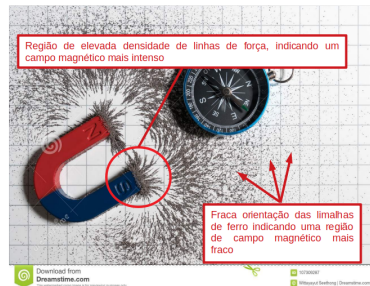 Região de elevada densidade de linhas de força, indicando um
campo magnético mais intenso
N
S
Fraca orientação das limalhas
de ferro indicando uma região
de campo magnético mais
fraco
Download from
Dreamstime.com